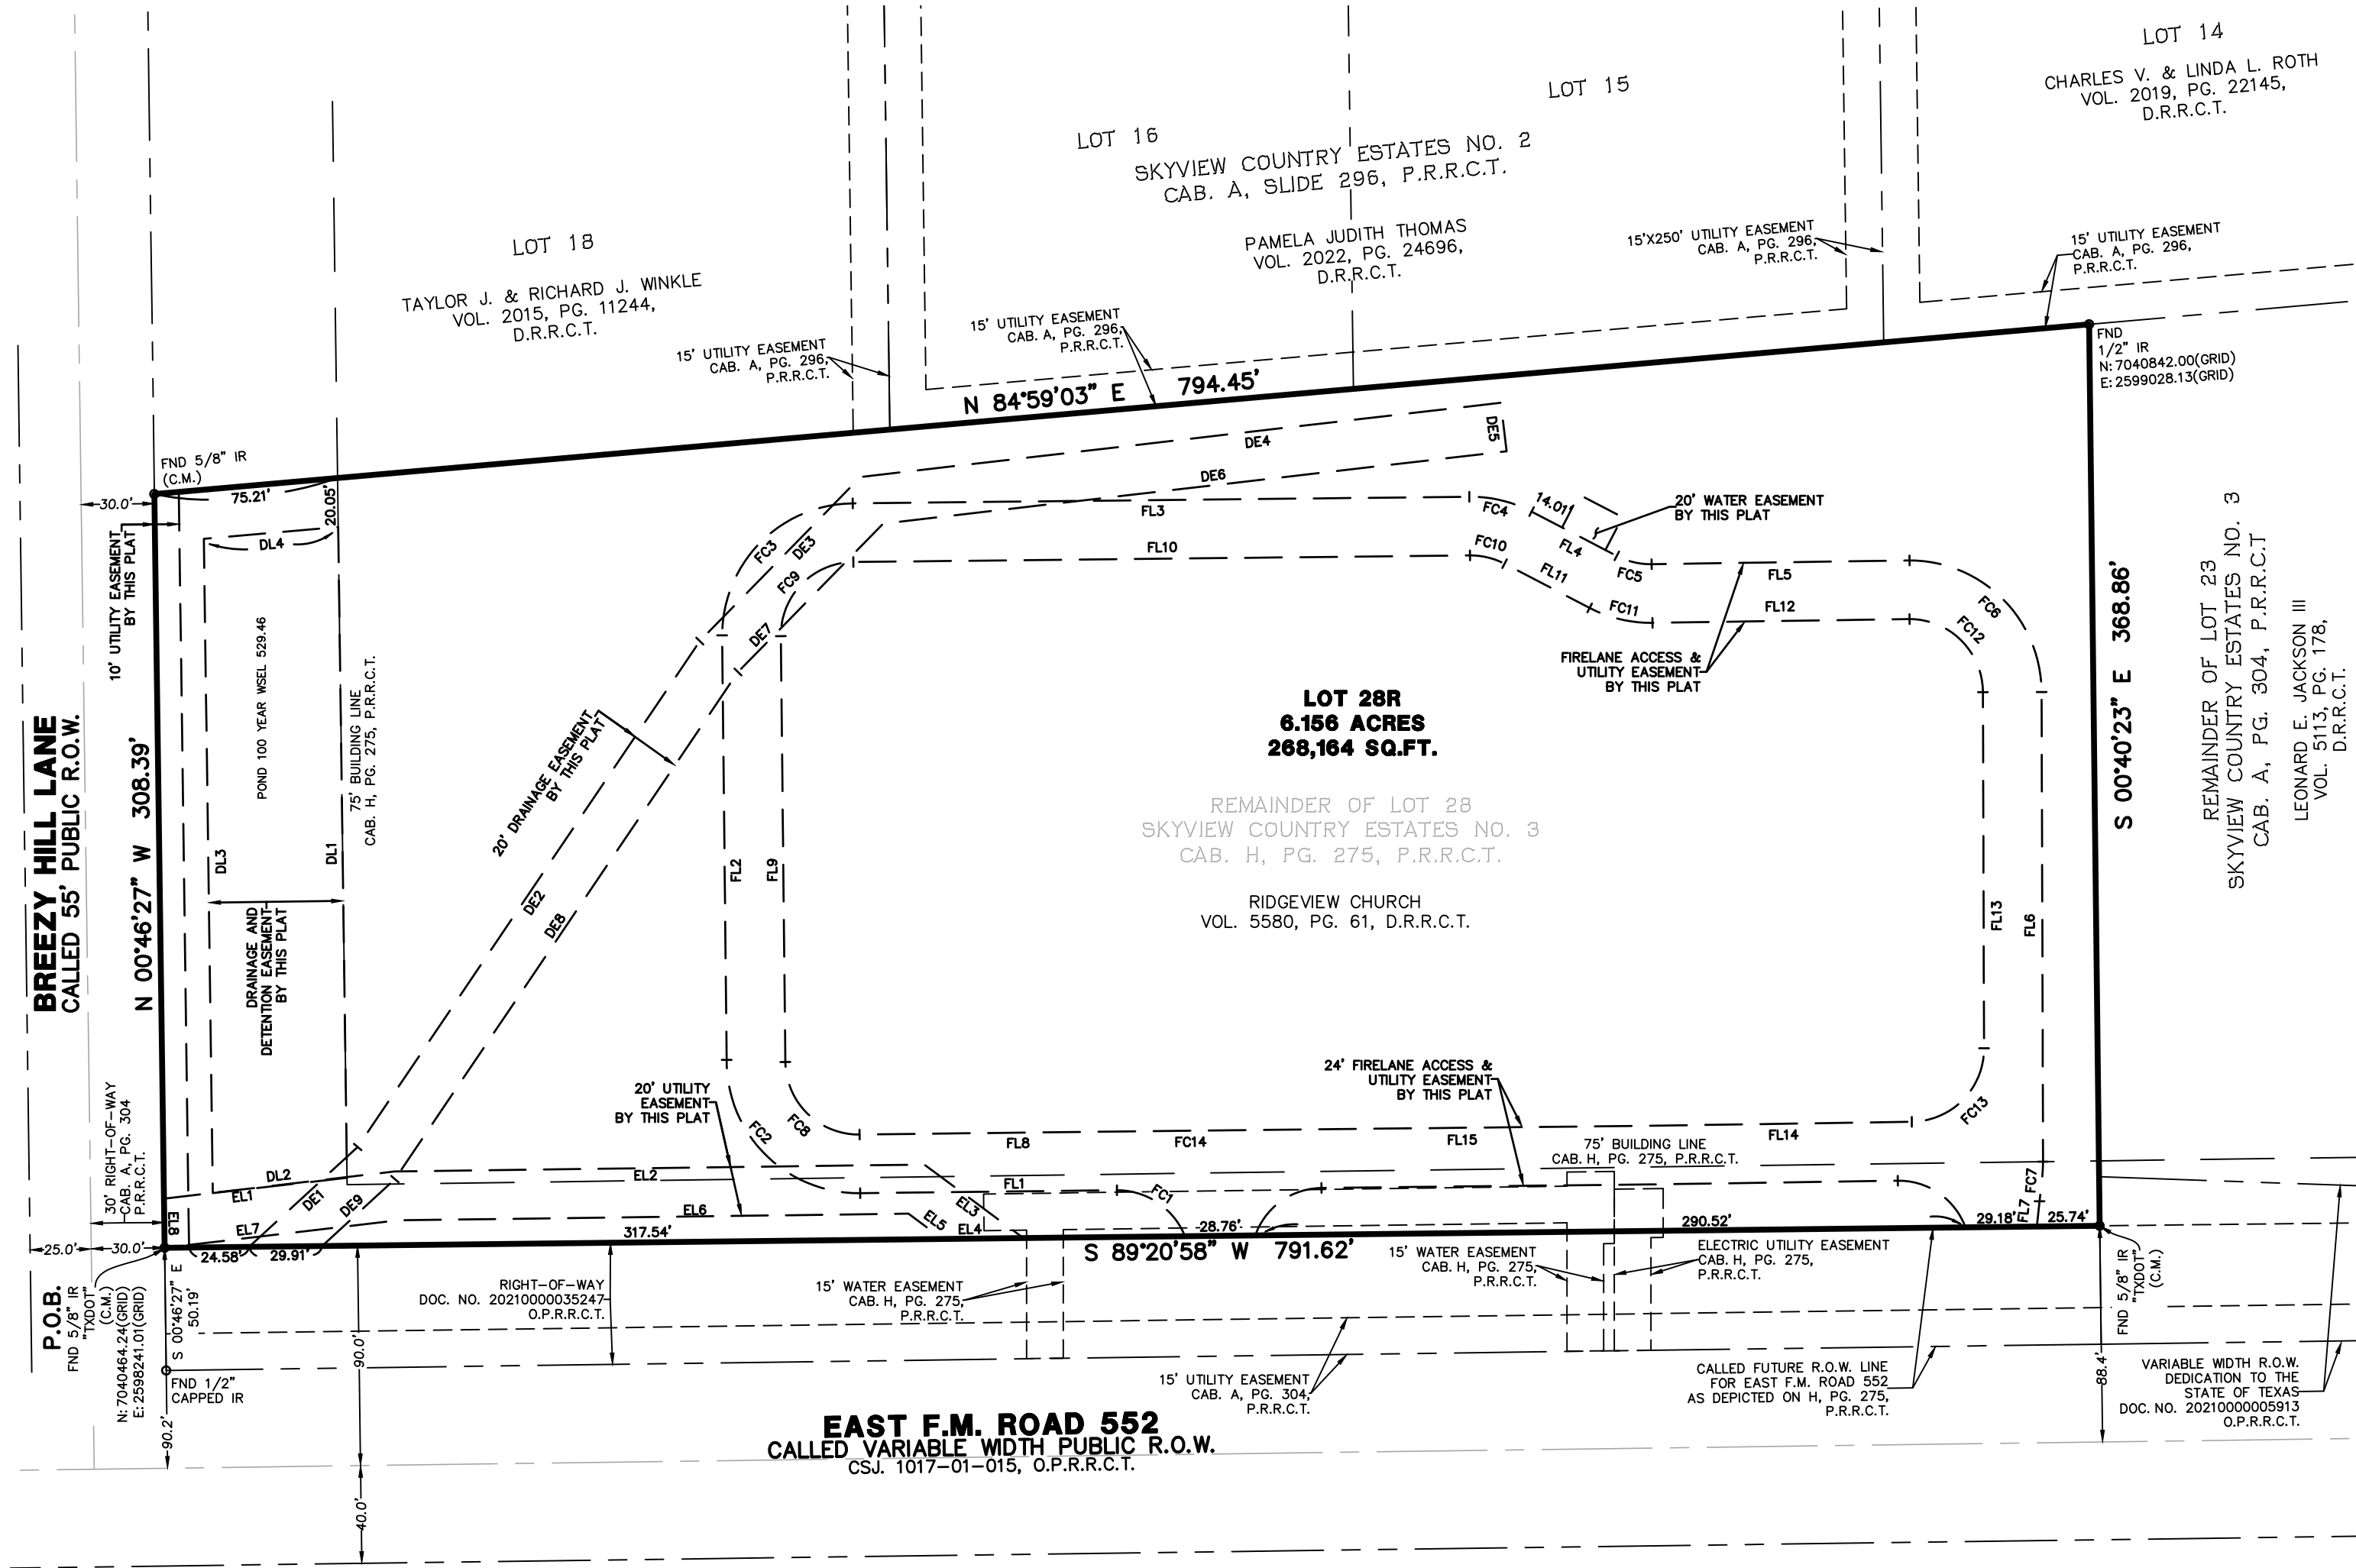 LOT 14
CHARLES V. & LINDA L. ROTH
VOL. 2019, PG. 22145,
D.R.R.C.T.
LOT 15
LOT 16
SKYVIEW COUNTRY ESTATES NO. 2
CAB. A, SLIDE 296, P.R.R.C.T.
PAMELA JUDITH THOMAS
VOL. 2022, PG. 24696,
D.R.R.C.T.
LOT 18
TAYLOR J. & RICHARD J. WINKLE
VOL. 2015, PG. 11244,
D.R.R.C.T.
15'X250' UTILITY EASEMENT
CAB. A, PG. 296,
P.R.R.C.T.
15' UTILITY EASEMENT
CAB. A, PG. 296,
P.R.R.C.T.
15' UTILITY EASEMENT
CAB. A, PG. 296,
P.R.R.C.T.
15' UTILITY EASEMENT
CAB. A, PG. 296,
P.R.R.C.T.
FND
1/2" IR
N: 7040842.00(GRID)
E: 2599028.13(GRID)
N 84°59'03" E 794.45'
FND 5/8" IR
(C.M.)
30.0'
75.21'
20.05'
DL4
10' UTILITY EASEMENT
BY THIS PLAT
POND 100 YEAR WSEL 529.46
75' BUILDING LINE
CAB. H, PG. 275, P.R.R.C.T.
DL3
DL1
DRAINAGE AND
DETENTION EASEMENT
BY THIS PLAT
BREEZY HILL LANE
CALLED 55' PUBLIC R.O.W.
N 00°46'27" W 308.39'
30' RIGHT-OF-WAY
CAB. A, PG. 304
P.R.R.C.T.
DE4
DE5
DE6
FL3
FC4
14.01'
20' WATER EASEMENT
BY THIS PLAT
FC3
DE3
FC9
FL10
FC10
FL4
FL11
FC5
FC11
FL5
FL12
FC6
FC12
DE7
FIRELANE ACCESS &
UTILITY EASEMENT
BY THIS PLAT
20' DRAINAGE EASEMENT
BY THIS PLAT
LOT 28R
6.156 ACRES
268,164 SQ.FT.
REMAINDER OF LOT 28
SKYVIEW COUNTRY ESTATES NO. 3
CAB. H, PG. 275, P.R.R.C.T.
RIDGEVIEW CHURCH
VOL. 5580, PG. 61, D.R.R.C.T.
FL2
FL9
DE2
DE8
FL13
FL6
S 00°40'23" E 368.86'
REMAINDER OF LOT 23
SKYVIEW COUNTRY ESTATES NO. 3
CAB. A, PG. 304, P.R.R.C.T
LEONARD E. JACKSON III
VOL. 5113, PG. 178,
D.R.R.C.T.
20' UTILITY
EASEMENT
BY THIS PLAT
24' FIRELANE ACCESS &
UTILITY EASEMENT
BY THIS PLAT
FC2
FC8
FL8
FC14
FL15
FL14
FC13
75' BUILDING LINE
CAB. H, PG. 275, P.R.R.C.T.
DL2
EL1
EL2
FL1
FC1
FC7
DE1
DE9
EL8
EL7
EL6
EL5
EL3
EL4
FL7
24.58'
29.91'
317.54'
28.76'
290.52'
29.18'
25.74'
S 89°20'58" W 791.62'
25.0'
30.0'
P.O.B.
FND 5/8" IR
"TXDOT"
(C.M.)
N: 7040464.24(GRID)
E: 2598241.01(GRID)
S 00°46'27" E
50.19'
FND 1/2"
CAPPED IR
90.2'
90.0'
40.0'
RIGHT-OF-WAY
DOC. NO. 20210000035247
O.P.R.R.C.T.
15' WATER EASEMENT
CAB. H, PG. 275,
P.R.R.C.T.
15' WATER EASEMENT
CAB. H, PG. 275,
P.R.R.C.T.
ELECTRIC UTILITY EASEMENT
CAB. H, PG. 275,
P.R.R.C.T.
15' UTILITY EASEMENT
CAB. A, PG. 304,
P.R.R.C.T.
CALLED FUTURE R.O.W. LINE
FOR EAST F.M. ROAD 552
AS DEPICTED ON H, PG. 275,
P.R.R.C.T.
FND 5/8" IR
"TXDOT"
(C.M.)
88.4'
VARIABLE WIDTH R.O.W.
DEDICATION TO THE
STATE OF TEXAS
DOC. NO. 20210000005913
O.P.R.R.C.T.
EAST F.M. ROAD 552
CALLED VARIABLE WIDTH PUBLIC R.O.W.
CSJ. 1017-01-015, O.P.R.R.C.T.